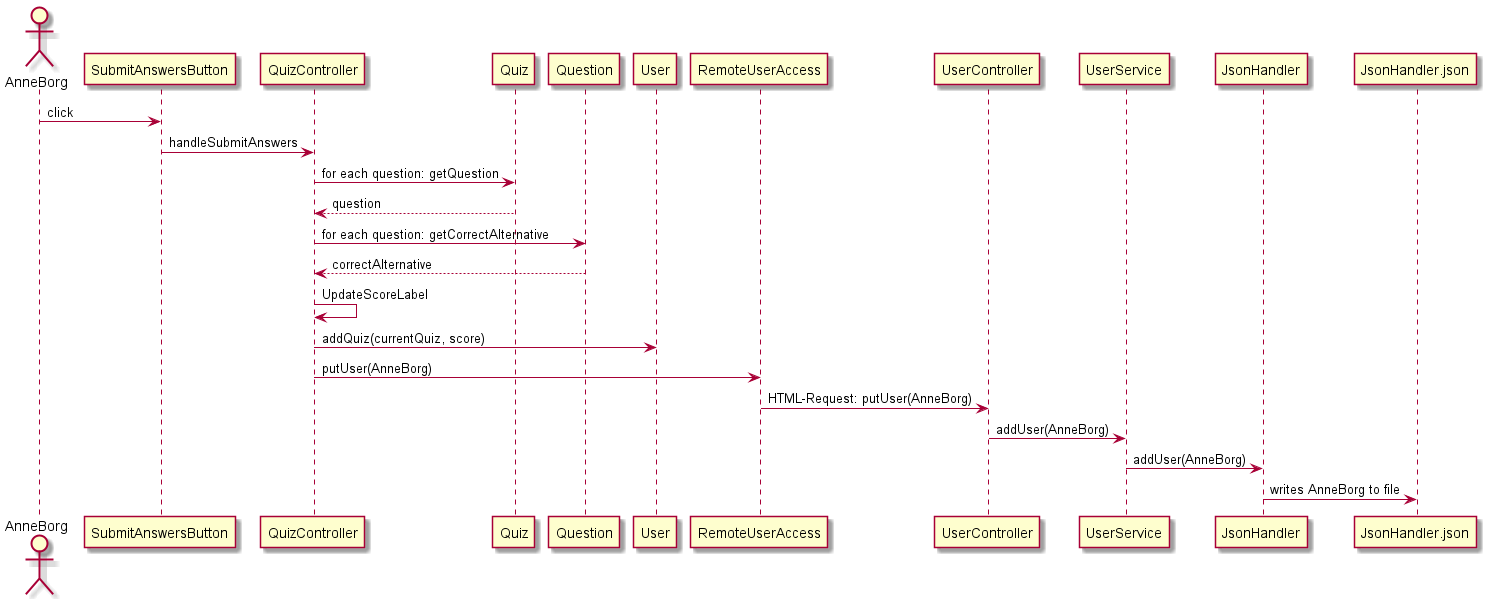 AnneBorg
SubmitAnswersButton
QuizController
Quiz
Question
User
RemoteUserAccess
UserController
UserService
JsonHandler
JsonHandler.json
click
handleSubmitAnswers
for each question: getQuestion
question
for each question: getCorrectAlternative
correctAlternative
UpdateScoreLabel
addQuiz(currentQuiz, score)
putUser(AnneBorg)
HTML-Request: putUser(AnneBorg)
addUser(AnneBorg)
addUser(AnneBorg)
writes AnneBorg to file
AnneBorg
SubmitAnswersButton
QuizController
Quiz
Question
User
RemoteUserAccess
UserController
UserService
JsonHandler
JsonHandler.json